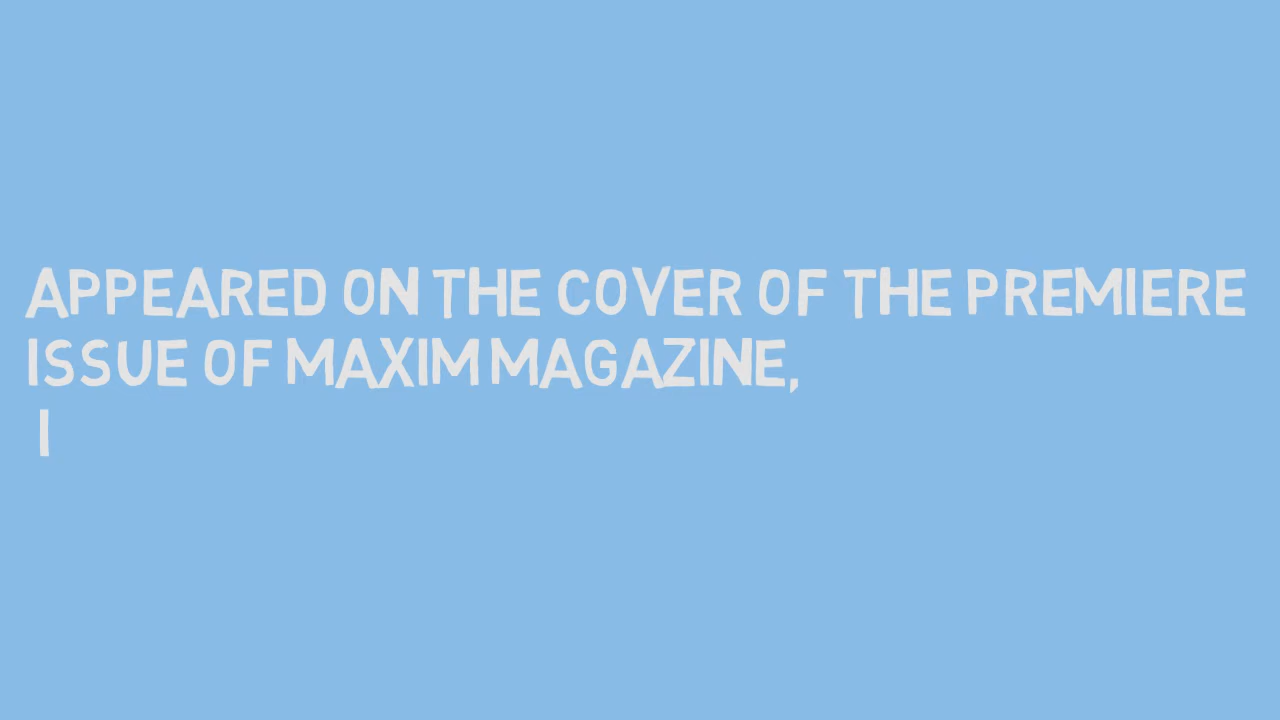 APPEARED ON THE COVER OF THE PREMIERE
ISSUE OF MAXIM MAGAZINE,
I